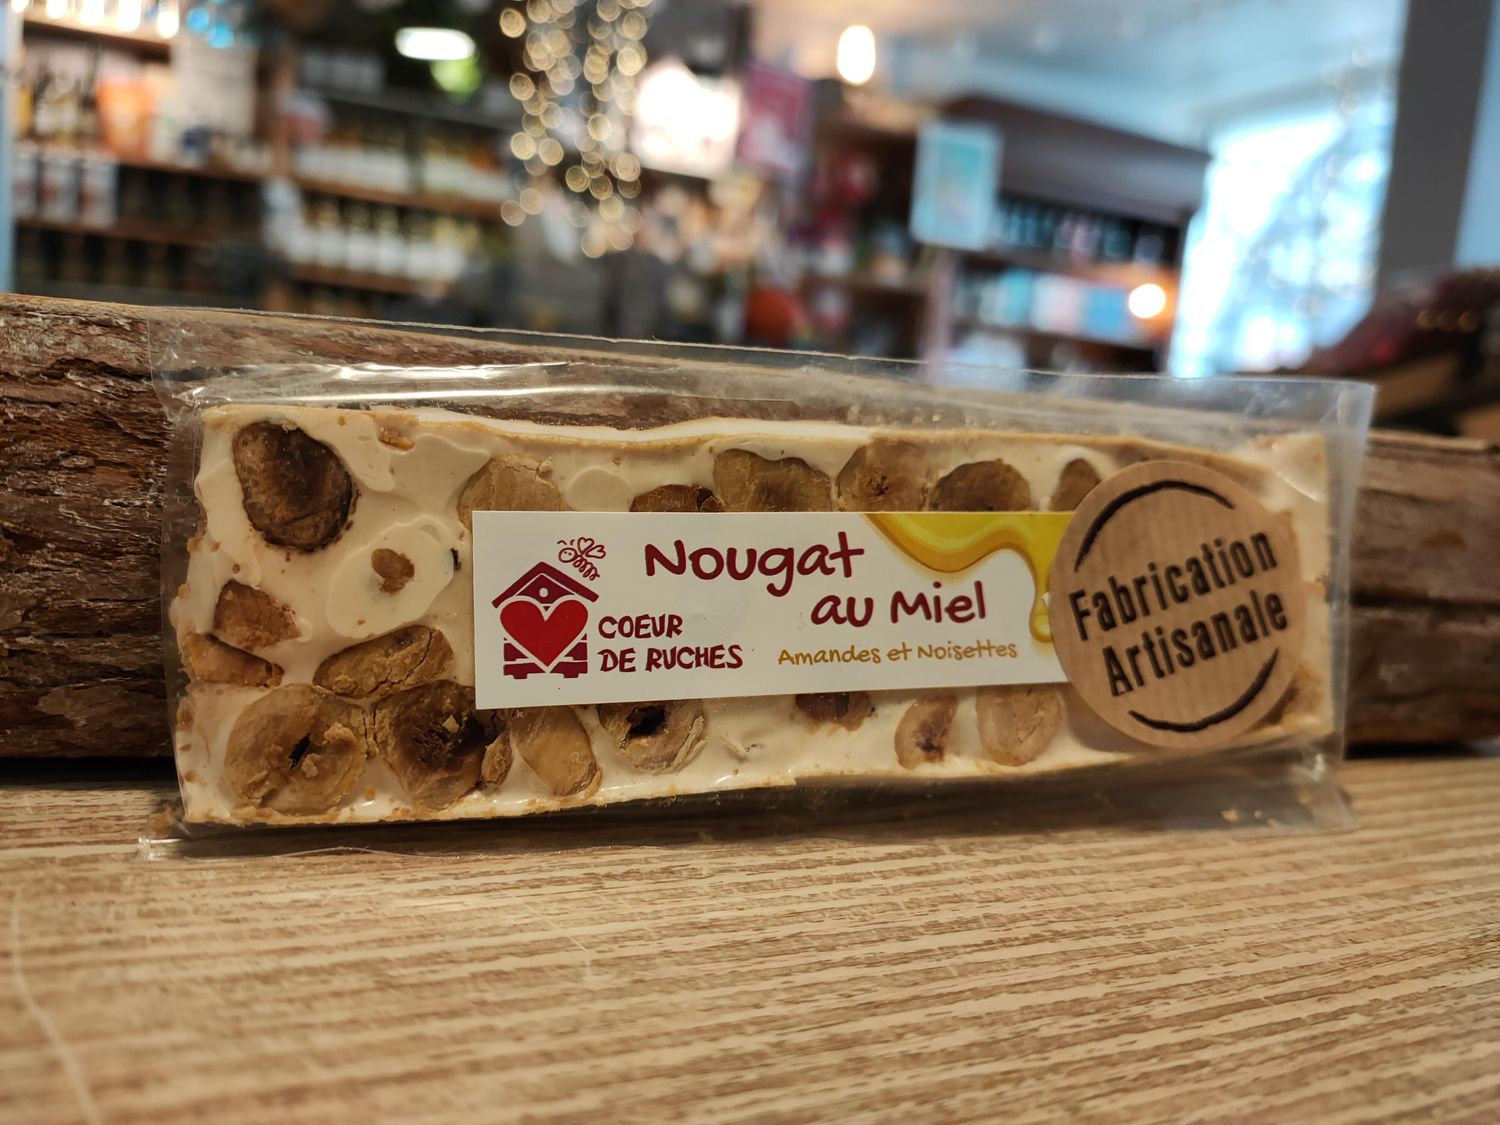 COEUR
DE RUCHES
Nougat
au Miel
Amandes et Noisettes
Fabrication
Artisanale